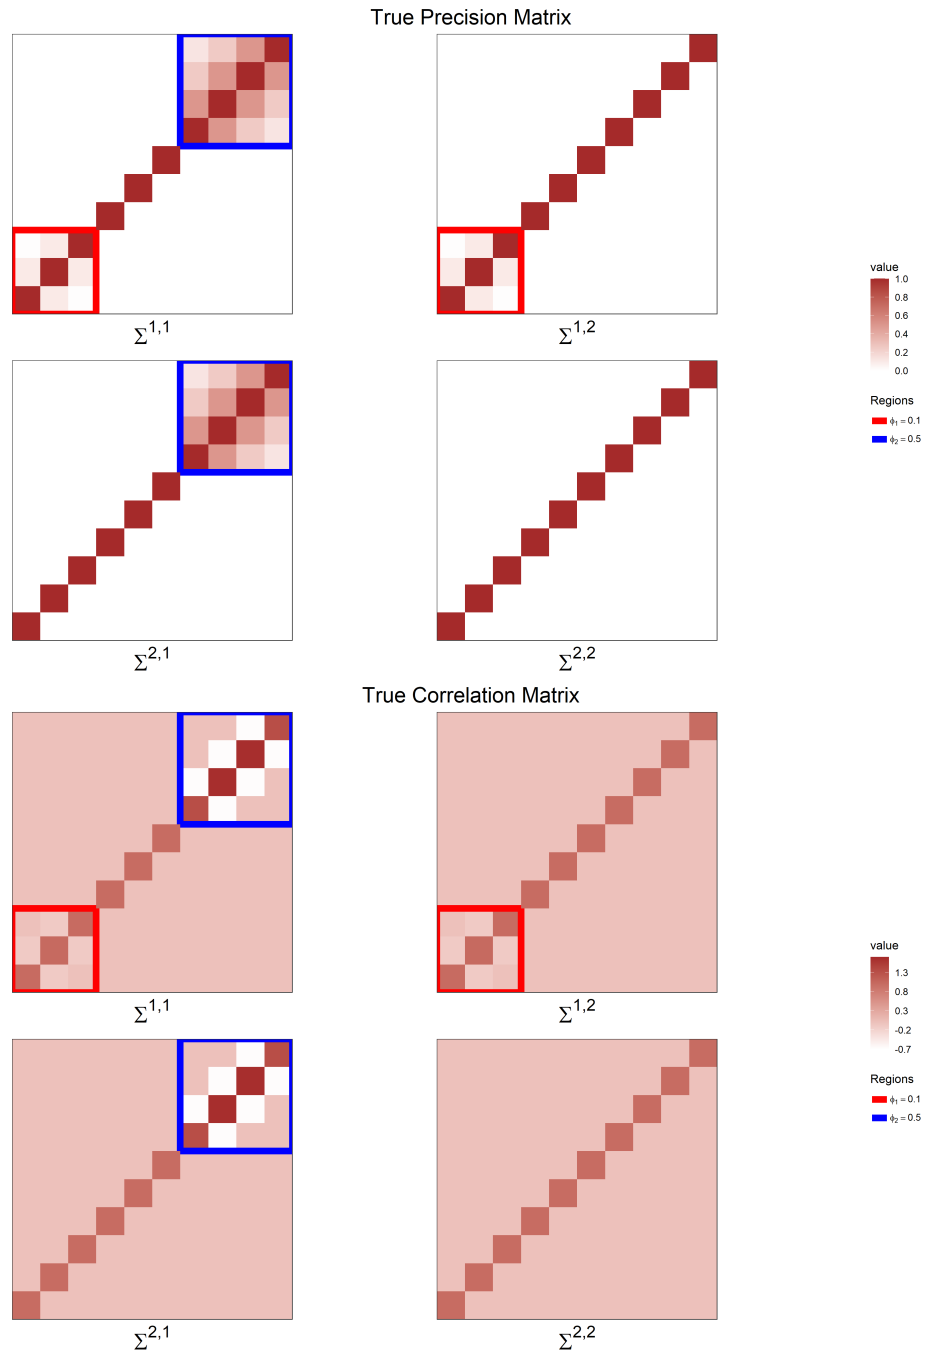 True Precision Matrix
Σ^1,1
Σ^1,2
value
1.0
0.8
0.6
0.4
0.2
0.0
Regions
ϕ₁ = 0.1
ϕ₂ = 0.5
Σ^2,1
Σ^2,2
True Correlation Matrix
Σ^1,1
Σ^1,2
value
1.3
0.8
0.3
-0.2
-0.7
Regions
ϕ₁ = 0.1
ϕ₂ = 0.5
Σ^2,1
Σ^2,2